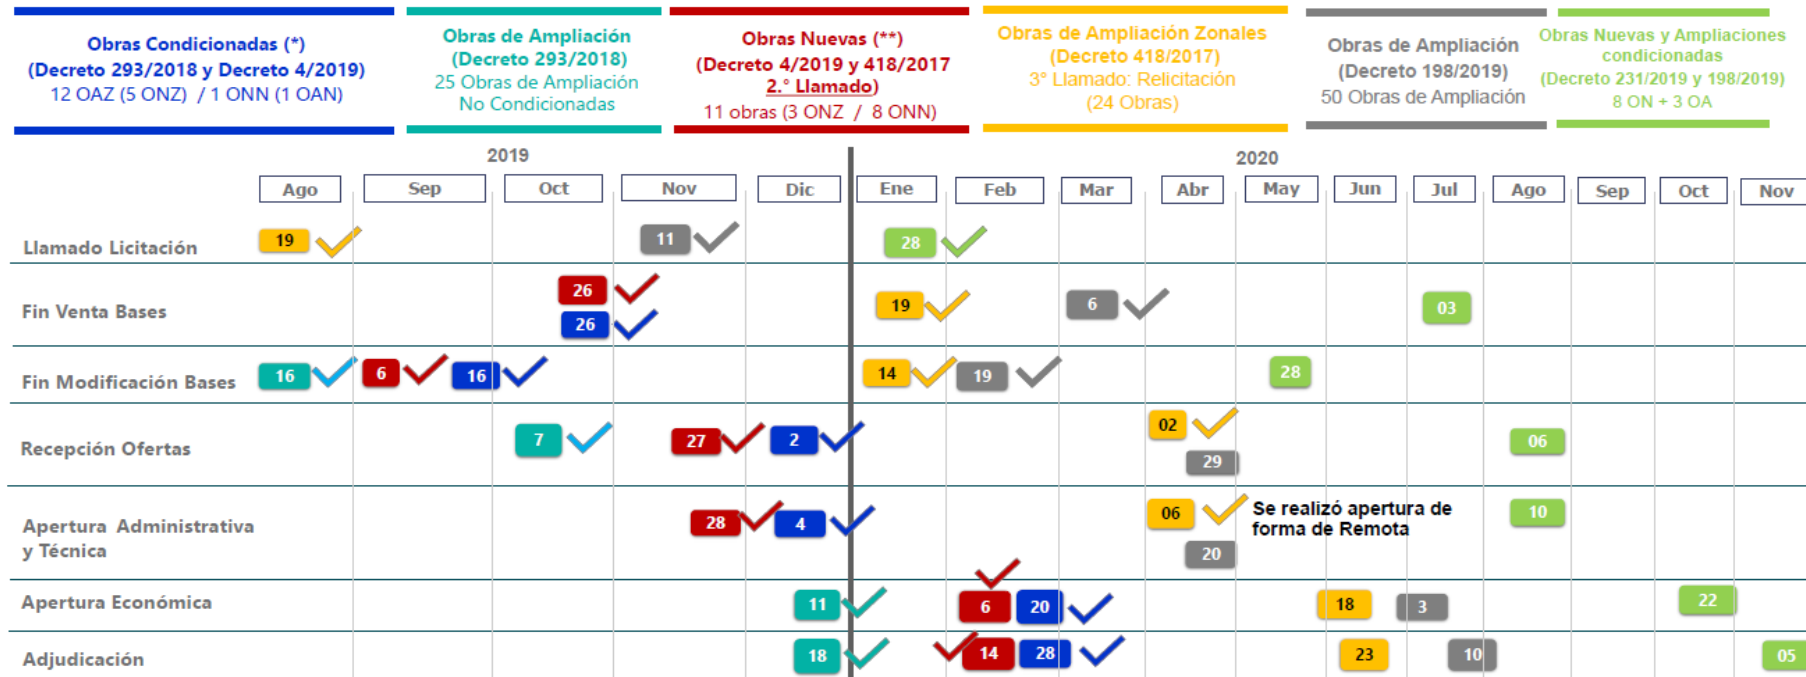 Obras Condicionadas (*)
(Decreto 293/2018 y Decreto 4/2019)
12 OAZ (5 ONZ) / 1 ONN (1 OAN)
Obras de Ampliación
(Decreto 293/2018)
25 Obras de Ampliación
No Condicionadas
Obras Nuevas (**)
(Decreto 4/2019 y 418/2017
2.° Llamado)
11 obras (3 ONZ / 8 ONN)
Obras de Ampliación Zonales
(Decreto 418/2017)
3° Llamado: Relicitación
(24 Obras)
Obras de Ampliación
(Decreto 198/2019)
50 Obras de Ampliación
Obras Nuevas y Ampliaciones
condicionadas
(Decreto 231/2019 y 198/2019)
8 ON + 3 OA
2019 2020
Ago Sep Oct Nov Dic Ene Feb Mar Abr May Jun Jul Ago Sep Oct Nov
Llamado Licitación 19 11 28
Fin Venta Bases 26 26 19 6 03
Fin Modificación Bases 16 6 16 14 19 28
Recepción Ofertas 7 27 2 02 29 06
Apertura Administrativa
y Técnica
28 4 06 20 10
Se realizó apertura de
forma de Remota
Apertura Económica 11 6 20 18 3 22
Adjudicación 18 14 28 23 10 05